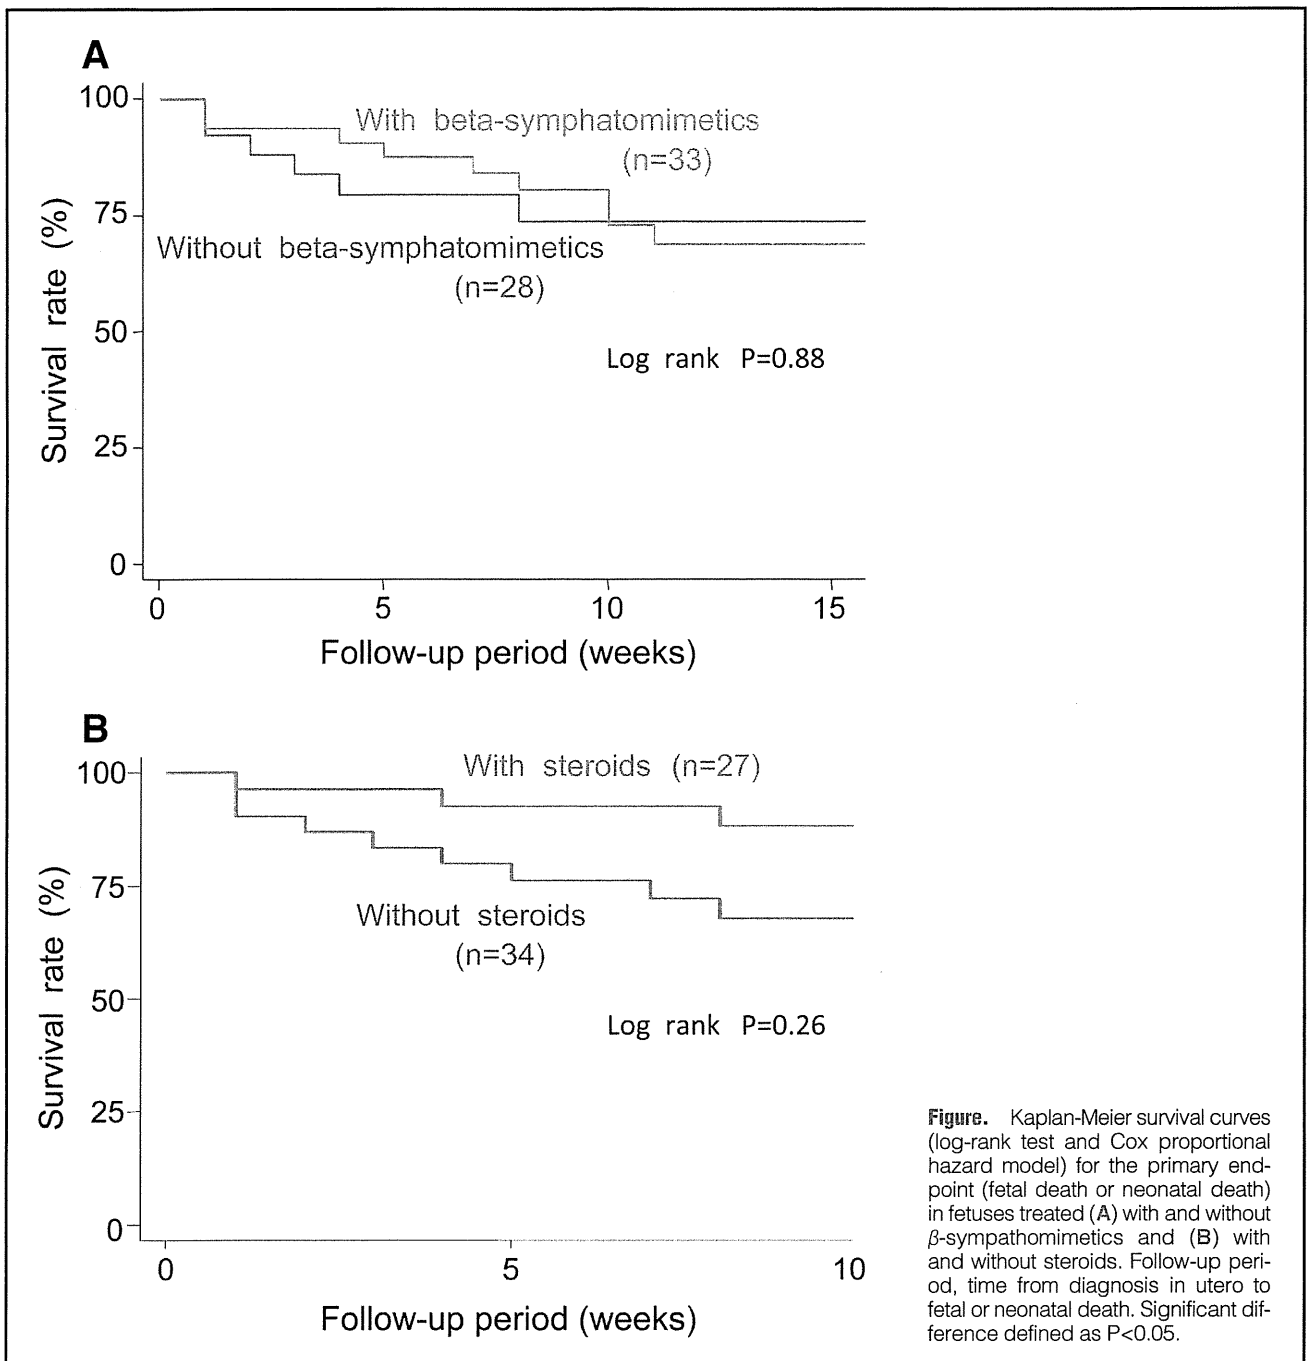 A
100
With beta-symphatomimetics
(n=33)
75
Without beta-symphatomimetics
(n=28)
50
Log rank P=0.88
25
0
0 5 10 15
Survival rate (%)
Follow-up period (weeks)
B
100
With steroids (n=27)
75
Without steroids
(n=34)
50
Log rank P=0.26
25
0
0 5 10
Survival rate (%)
Follow-up period (weeks)
Figure. Kaplan-Meier survival curves
(log-rank test and Cox proportional
hazard model) for the primary end-
point (fetal death or neonatal death)
in fetuses treated (A) with and without
β-sympathomimetics and (B) with
and without steroids. Follow-up peri-
od, time from diagnosis in utero to
fetal or neonatal death. Significant dif-
ference defined as P<0.05.